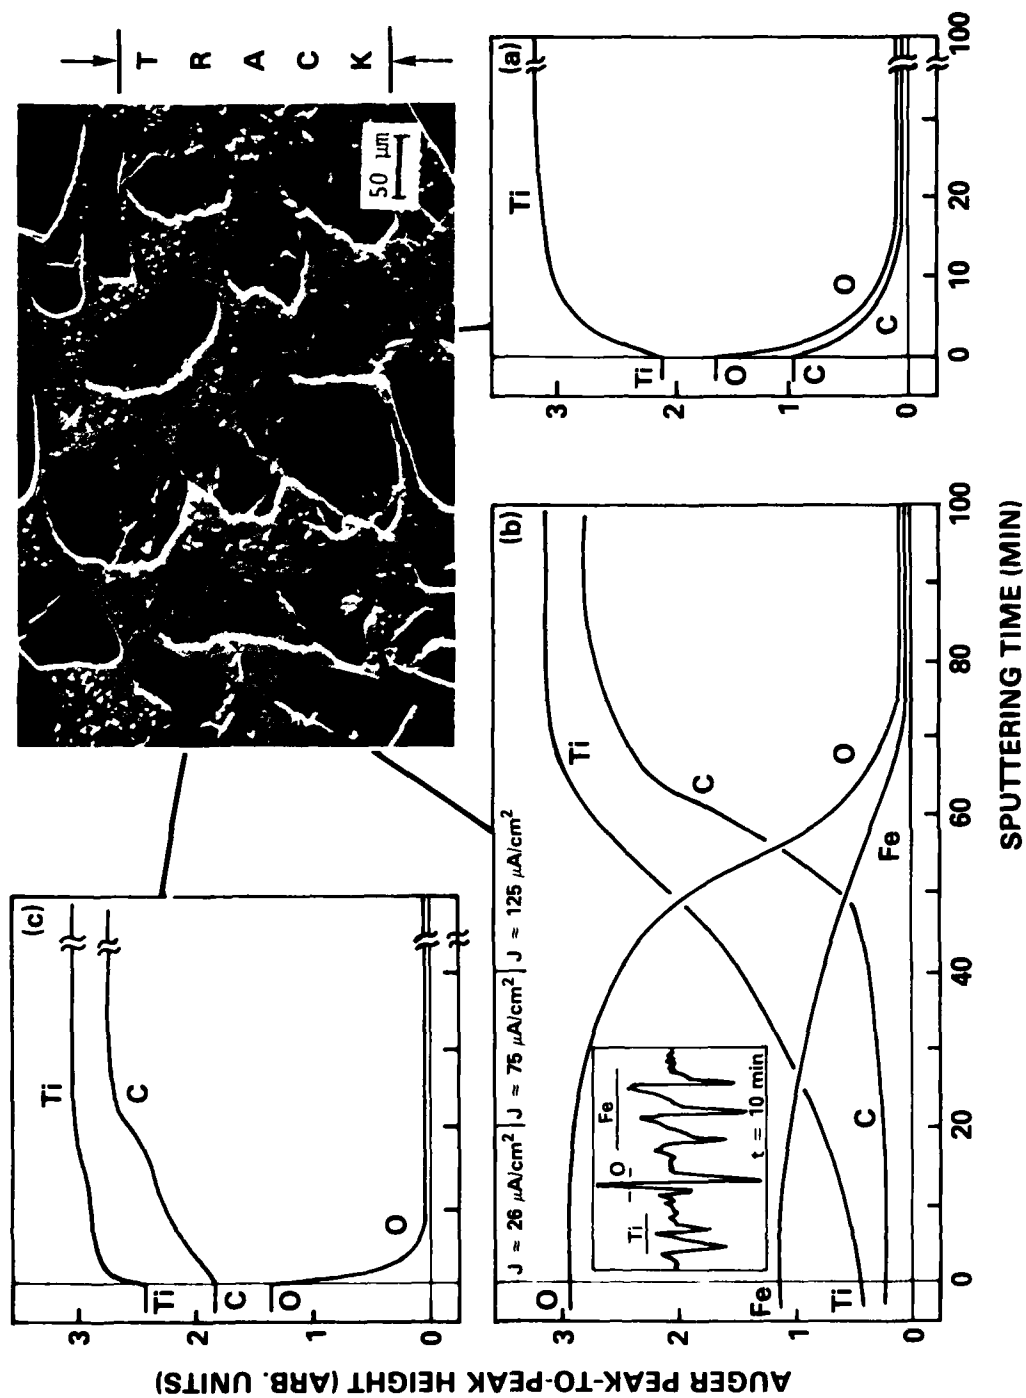 T R A C K
50 μm
(a)
Ti
O
C
Ti
O
C
3
2
1
0
0
10
20
100
(c)
Ti
C
O
Ti
C
O
3
2
1
0
(b)
J ≈ 26 μA/cm²
J ≈ 75 μA/cm²
J ≈ 125 μA/cm²
Ti
C
O
Fe
C
O
Fe
Ti
Ti
O
Fe
t = 10 min
3
2
1
0
0
20
40
60
80
100
AUGER PEAK-TO-PEAK HEIGHT (ARB. UNITS)
SPUTTERING TIME (MIN)